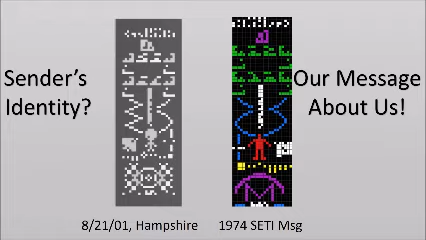 Sender's
Identity?
Our Message
About Us!
8/21/01, Hampshire
1974 SETI Msg